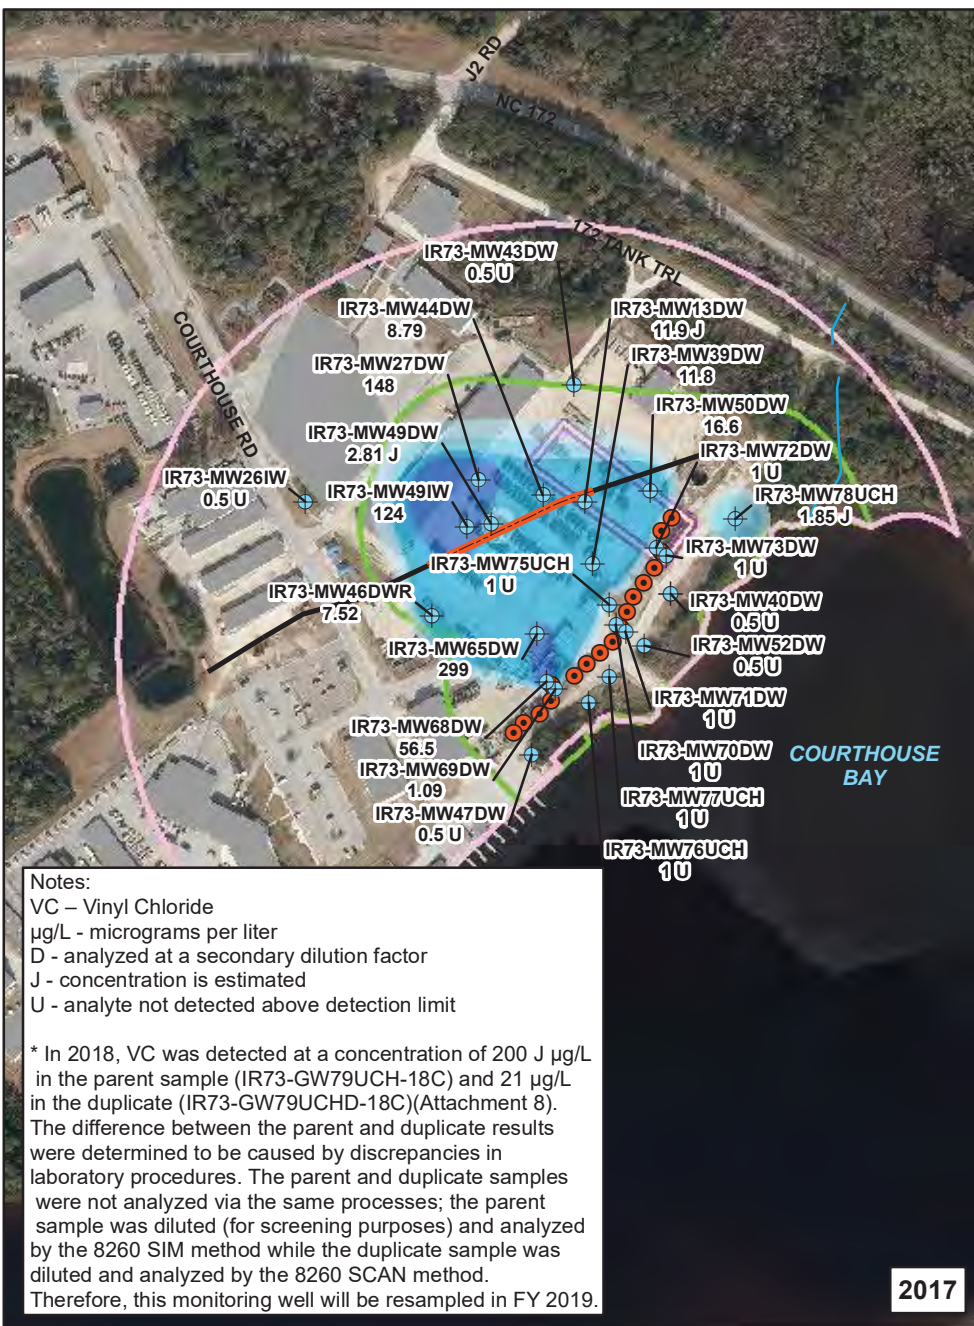 J2 RD
NC 172
172 TANK TRL
COURTHOUSE RD
IR73-MW43DW
0.5 U
IR73-MW44DW
8.79
IR73-MW13DW
11.9 J
IR73-MW27DW
148
IR73-MW39DW
11.8
IR73-MW50DW
16.6
IR73-MW49DW
2.81 J
IR73-MW72DW
1 U
IR73-MW26IW
0.5 U
IR73-MW49IW
124
IR73-MW78UCH
1.85 J
IR73-MW75UCH
1 U
IR73-MW73DW
1 U
IR73-MW46DWR
7.52
IR73-MW40DW
0.5 U
IR73-MW65DW
299
IR73-MW52DW
0.5 U
IR73-MW71DW
1 U
IR73-MW68DW
56.5
IR73-MW70DW
1 U
COURTHOUSE
BAY
IR73-MW69DW
1.09
IR73-MW77UCH
1 U
IR73-MW47DW
0.5 U
IR73-MW76UCH
1 U
Notes:
VC – Vinyl Chloride
µg/L - micrograms per liter
D - analyzed at a secondary dilution factor
J - concentration is estimated
U - analyte not detected above detection limit
* In 2018, VC was detected at a concentration of 200 J µg/L
in the parent sample (IR73-GW79UCH-18C) and 21 µg/L
in the duplicate (IR73-GW79UCHD-18C)(Attachment 8).
The difference between the parent and duplicate results
were determined to be caused by discrepancies in
laboratory procedures. The parent and duplicate samples
were not analyzed via the same processes; the parent
sample was diluted (for screening purposes) and analyzed
by the 8260 SIM method while the duplicate sample was
diluted and analyzed by the 8260 SCAN method.
Therefore, this monitoring well will be resampled in FY 2019.
2017